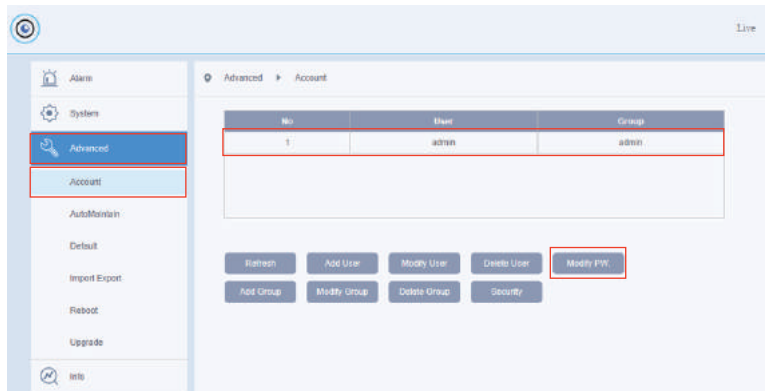 Live
Alarm
Advanced Account
System
No User Group
1 admin admin
Advanced
Account
AutoMaintain
Default
Import Export
Reboot
Upgrade
Info
Refresh Add User Modify User Delete User Modify PW.
Add Group Modify Group Delete Group Security